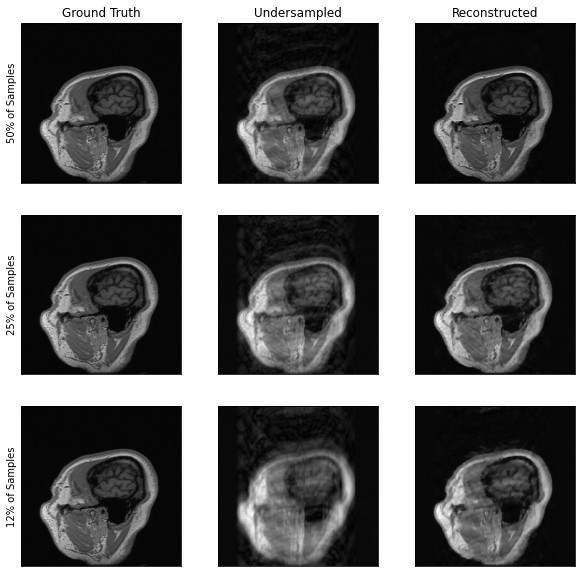 Ground Truth
Undersampled
Reconstructed
50% of Samples
25% of Samples
12% of Samples